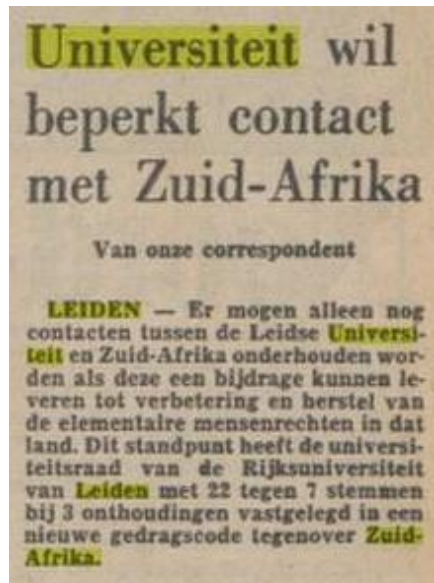 Universiteit wil
beperkt contact
met Zuid-Afrika
Van onze correspondent
LEIDEN — Er mogen alleen nog
contacten tussen de Leidse Universi-
teit en Zuid-Afrika onderhouden wor-
den als deze een bijdrage kunnen le-
veren tot verbetering en herstel van
de elementaire mensenrechten in dat
land. Dit standpunt heeft de universi-
teitsraad van de Rijksuniversiteit
van Leiden met 22 tegen 7 stemmen
bij 3 onthoudingen vastgelegd in een
nieuwe gedragscode tegenover Zuid-
Afrika.